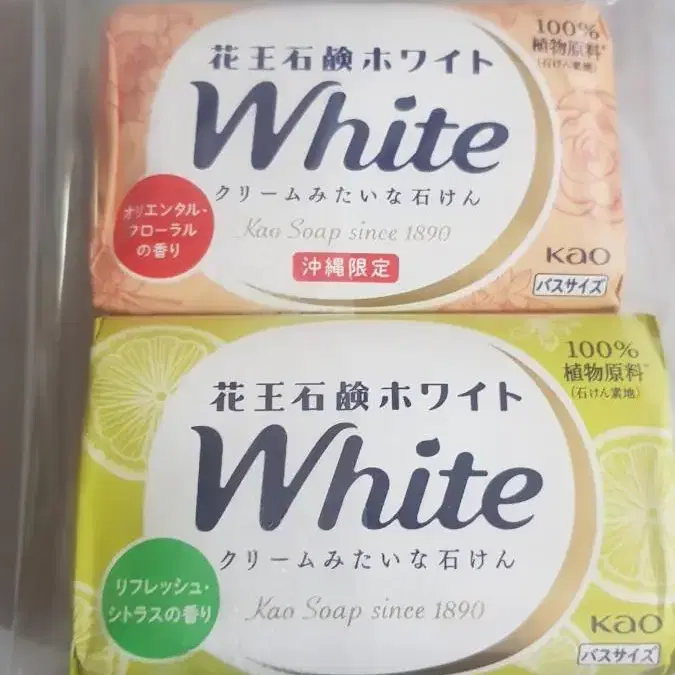 花王石鹸ホワイト
White
クリームみたいな石けん
Kao Soap since 1890
沖縄限定
オリエンタル・
フローラル
の香り
100%
植物原料*
(石けん素地)
Kao
バスサイズ
花王石鹸ホワイト
White
クリームみたいな石けん
Kao Soap since 1890
リフレッシュ・
シトラスの香り
100%
植物原料*
(石けん素地)
Kao
バスサイズ